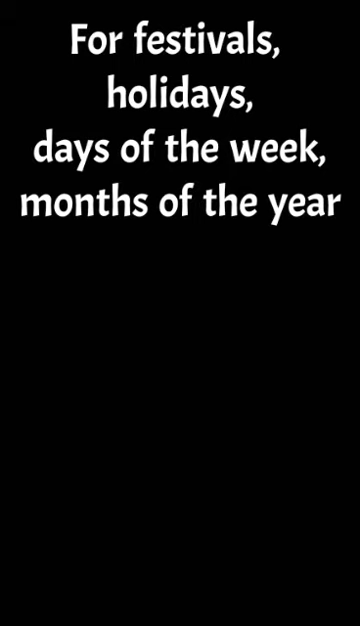 For festivals,
holidays,
days of the week,
months of the year